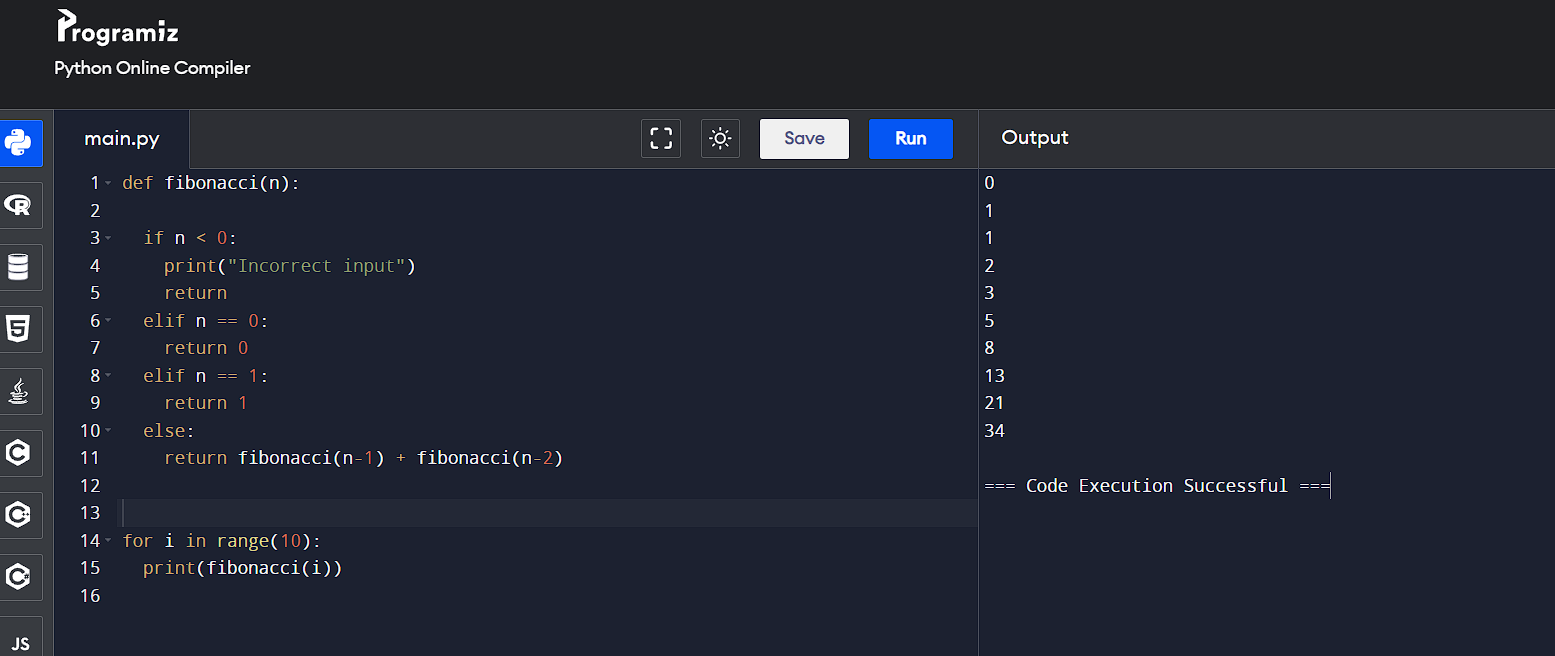 Programiz
Python Online Compiler
main.py
Save
Run
Output
1 def fibonacci(n):
2
3   if n < 0:
4     print("Incorrect input")
5     return
6   elif n == 0:
7     return 0
8   elif n == 1:
9     return 1
10   else:
11     return fibonacci(n-1) + fibonacci(n-2)
12
13
14 for i in range(10):
15   print(fibonacci(i))
16
0
1
1
2
3
5
8
13
21
34
=== Code Execution Successful ===
R
5
C
C
C
JS